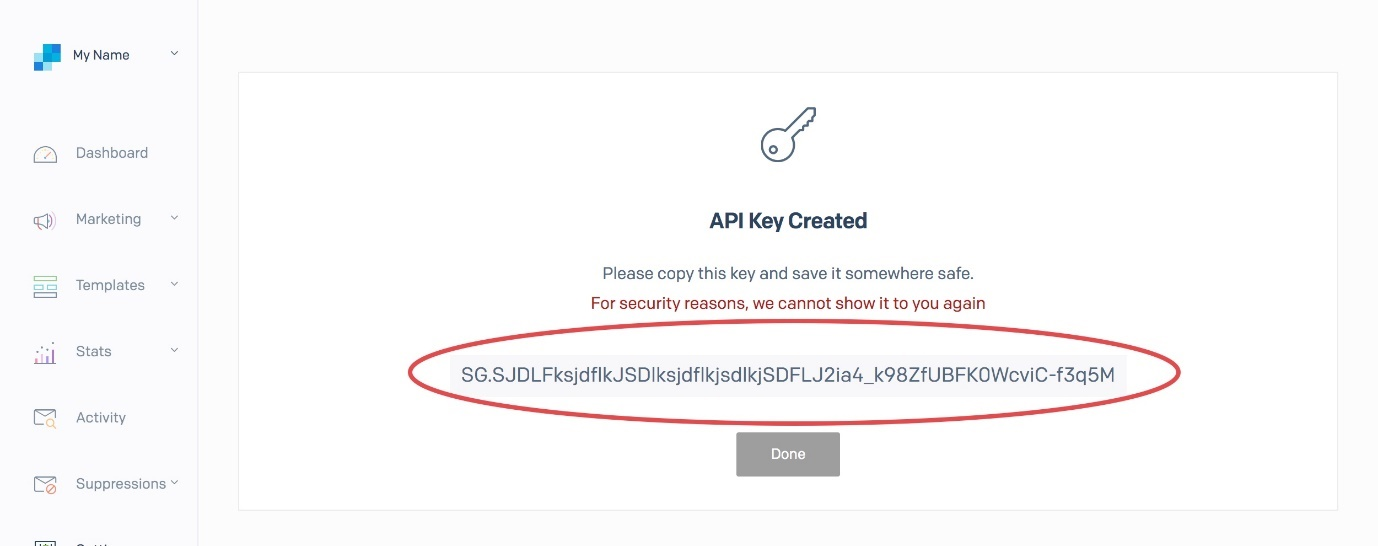 My Name
Dashboard
Marketing
Templates
Stats
Activity
Suppressions
API Key Created
Please copy this key and save it somewhere safe.
For security reasons, we cannot show it to you again
SG.SJDLFksjdflkJSDlksjdflkjsdlkjSDFLJ2ia4_k98ZfUBFK0WcviC-f3q5M
Done